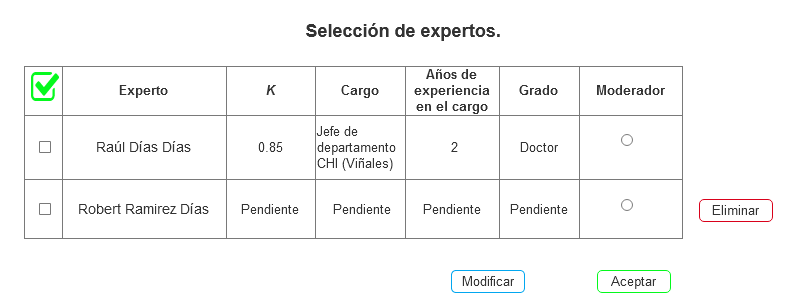 Selección de expertos.
Experto K Cargo Años de experiencia en el cargo Grado Moderador
Raúl Días Días 0.85 Jefe de departamento CHI (Viñales) 2 Doctor
Robert Ramirez Días Pendiente Pendiente Pendiente Pendiente Eliminar
Modificar Aceptar